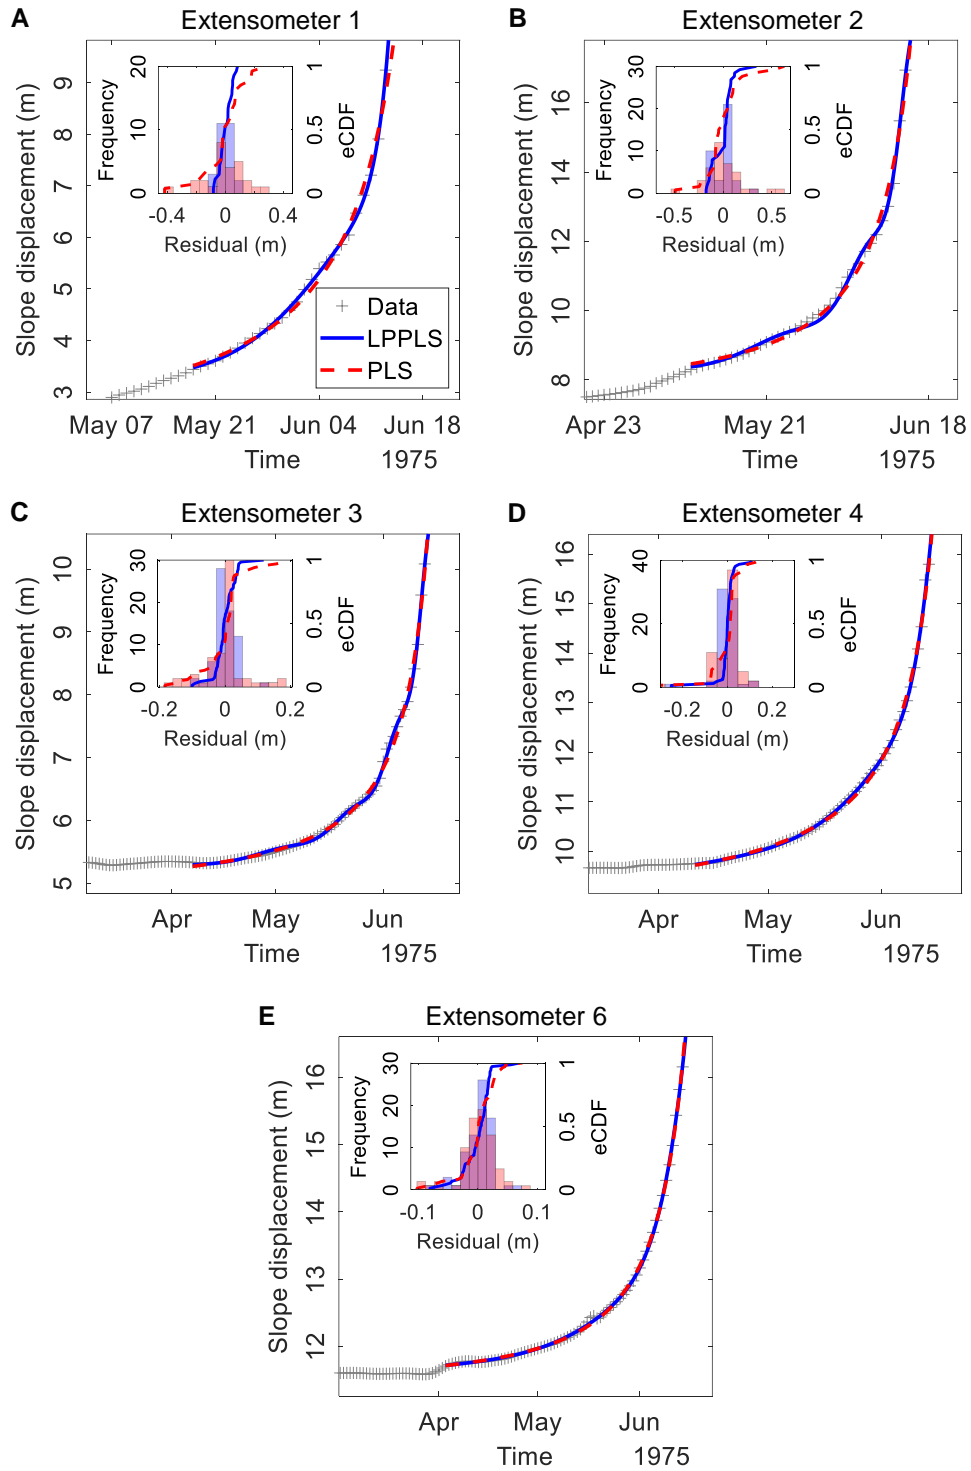 A
Extensometer 1
Slope displacement (m)
9
8
7
6
5
4
3
May 07
May 21
Jun 04
Jun 18
Time
1975
Frequency
20
10
0
1
0.5
0
eCDF
-0.4
0
0.4
Residual (m)
Data
LPPLS
PLS
B
Extensometer 2
Slope displacement (m)
16
14
12
10
8
Apr 23
May 21
Jun 18
Time
1975
Frequency
30
20
10
0
1
0.5
0
eCDF
-0.5
0
0.5
Residual (m)
C
Extensometer 3
Slope displacement (m)
10
9
8
7
6
5
Apr
May
Jun
Time
1975
Frequency
30
20
10
0
1
0.5
0
eCDF
-0.2
0
0.2
Residual (m)
D
Extensometer 4
Slope displacement (m)
16
15
14
13
12
11
10
Apr
May
Jun
Time
1975
Frequency
40
20
0
1
0.5
0
eCDF
-0.2
0
0.2
Residual (m)
E
Extensometer 6
Slope displacement (m)
16
15
14
13
12
Apr
May
Jun
Time
1975
Frequency
30
20
10
0
1
0.5
0
eCDF
-0.1
0
0.1
Residual (m)